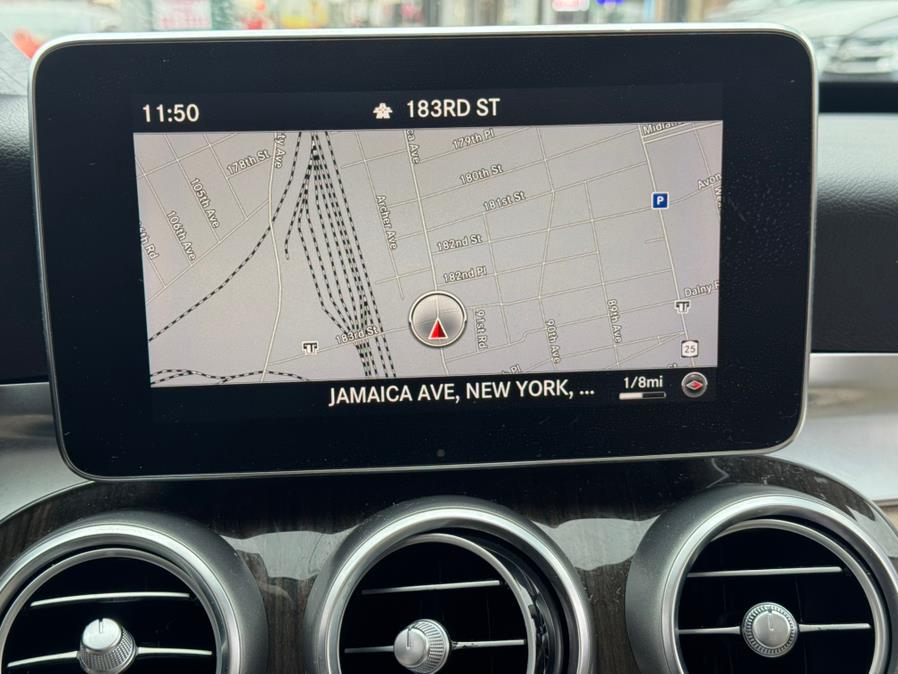 11:50
183RD ST
178th St
179th Pl
180th St
181st St
182nd St
182nd Pl
183rd St
105th Ave
106th Ave
Archer Ave
91st Rd
90th Ave
89th Ave
P
25
JAMAICA AVE, NEW YORK, ...
1/8mi